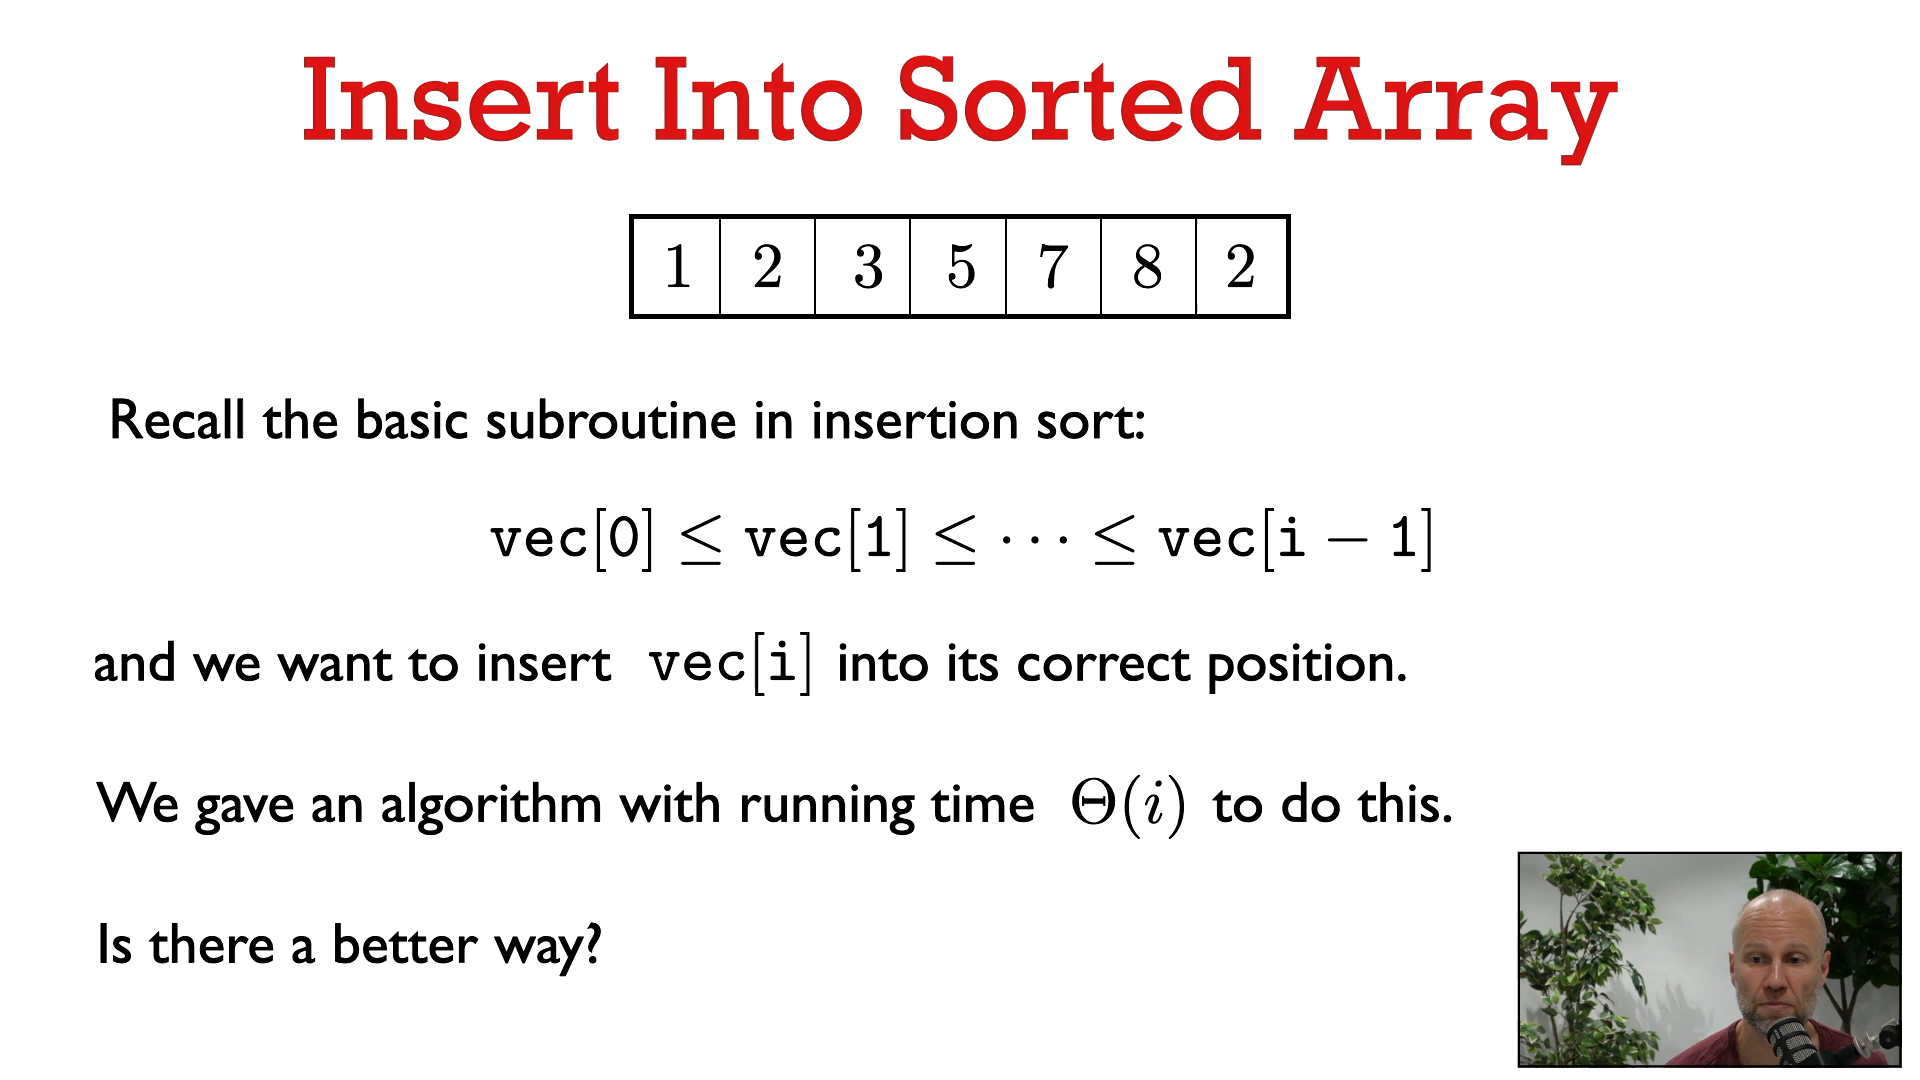 Insert Into Sorted Array
1 2 3 5 7 8 2
Recall the basic subroutine in insertion sort:
vec[0] ≤ vec[1] ≤ ⋯ ≤ vec[i − 1]
and we want to insert vec[i] into its correct position.
We gave an algorithm with running time Θ(i) to do this.
Is there a better way?